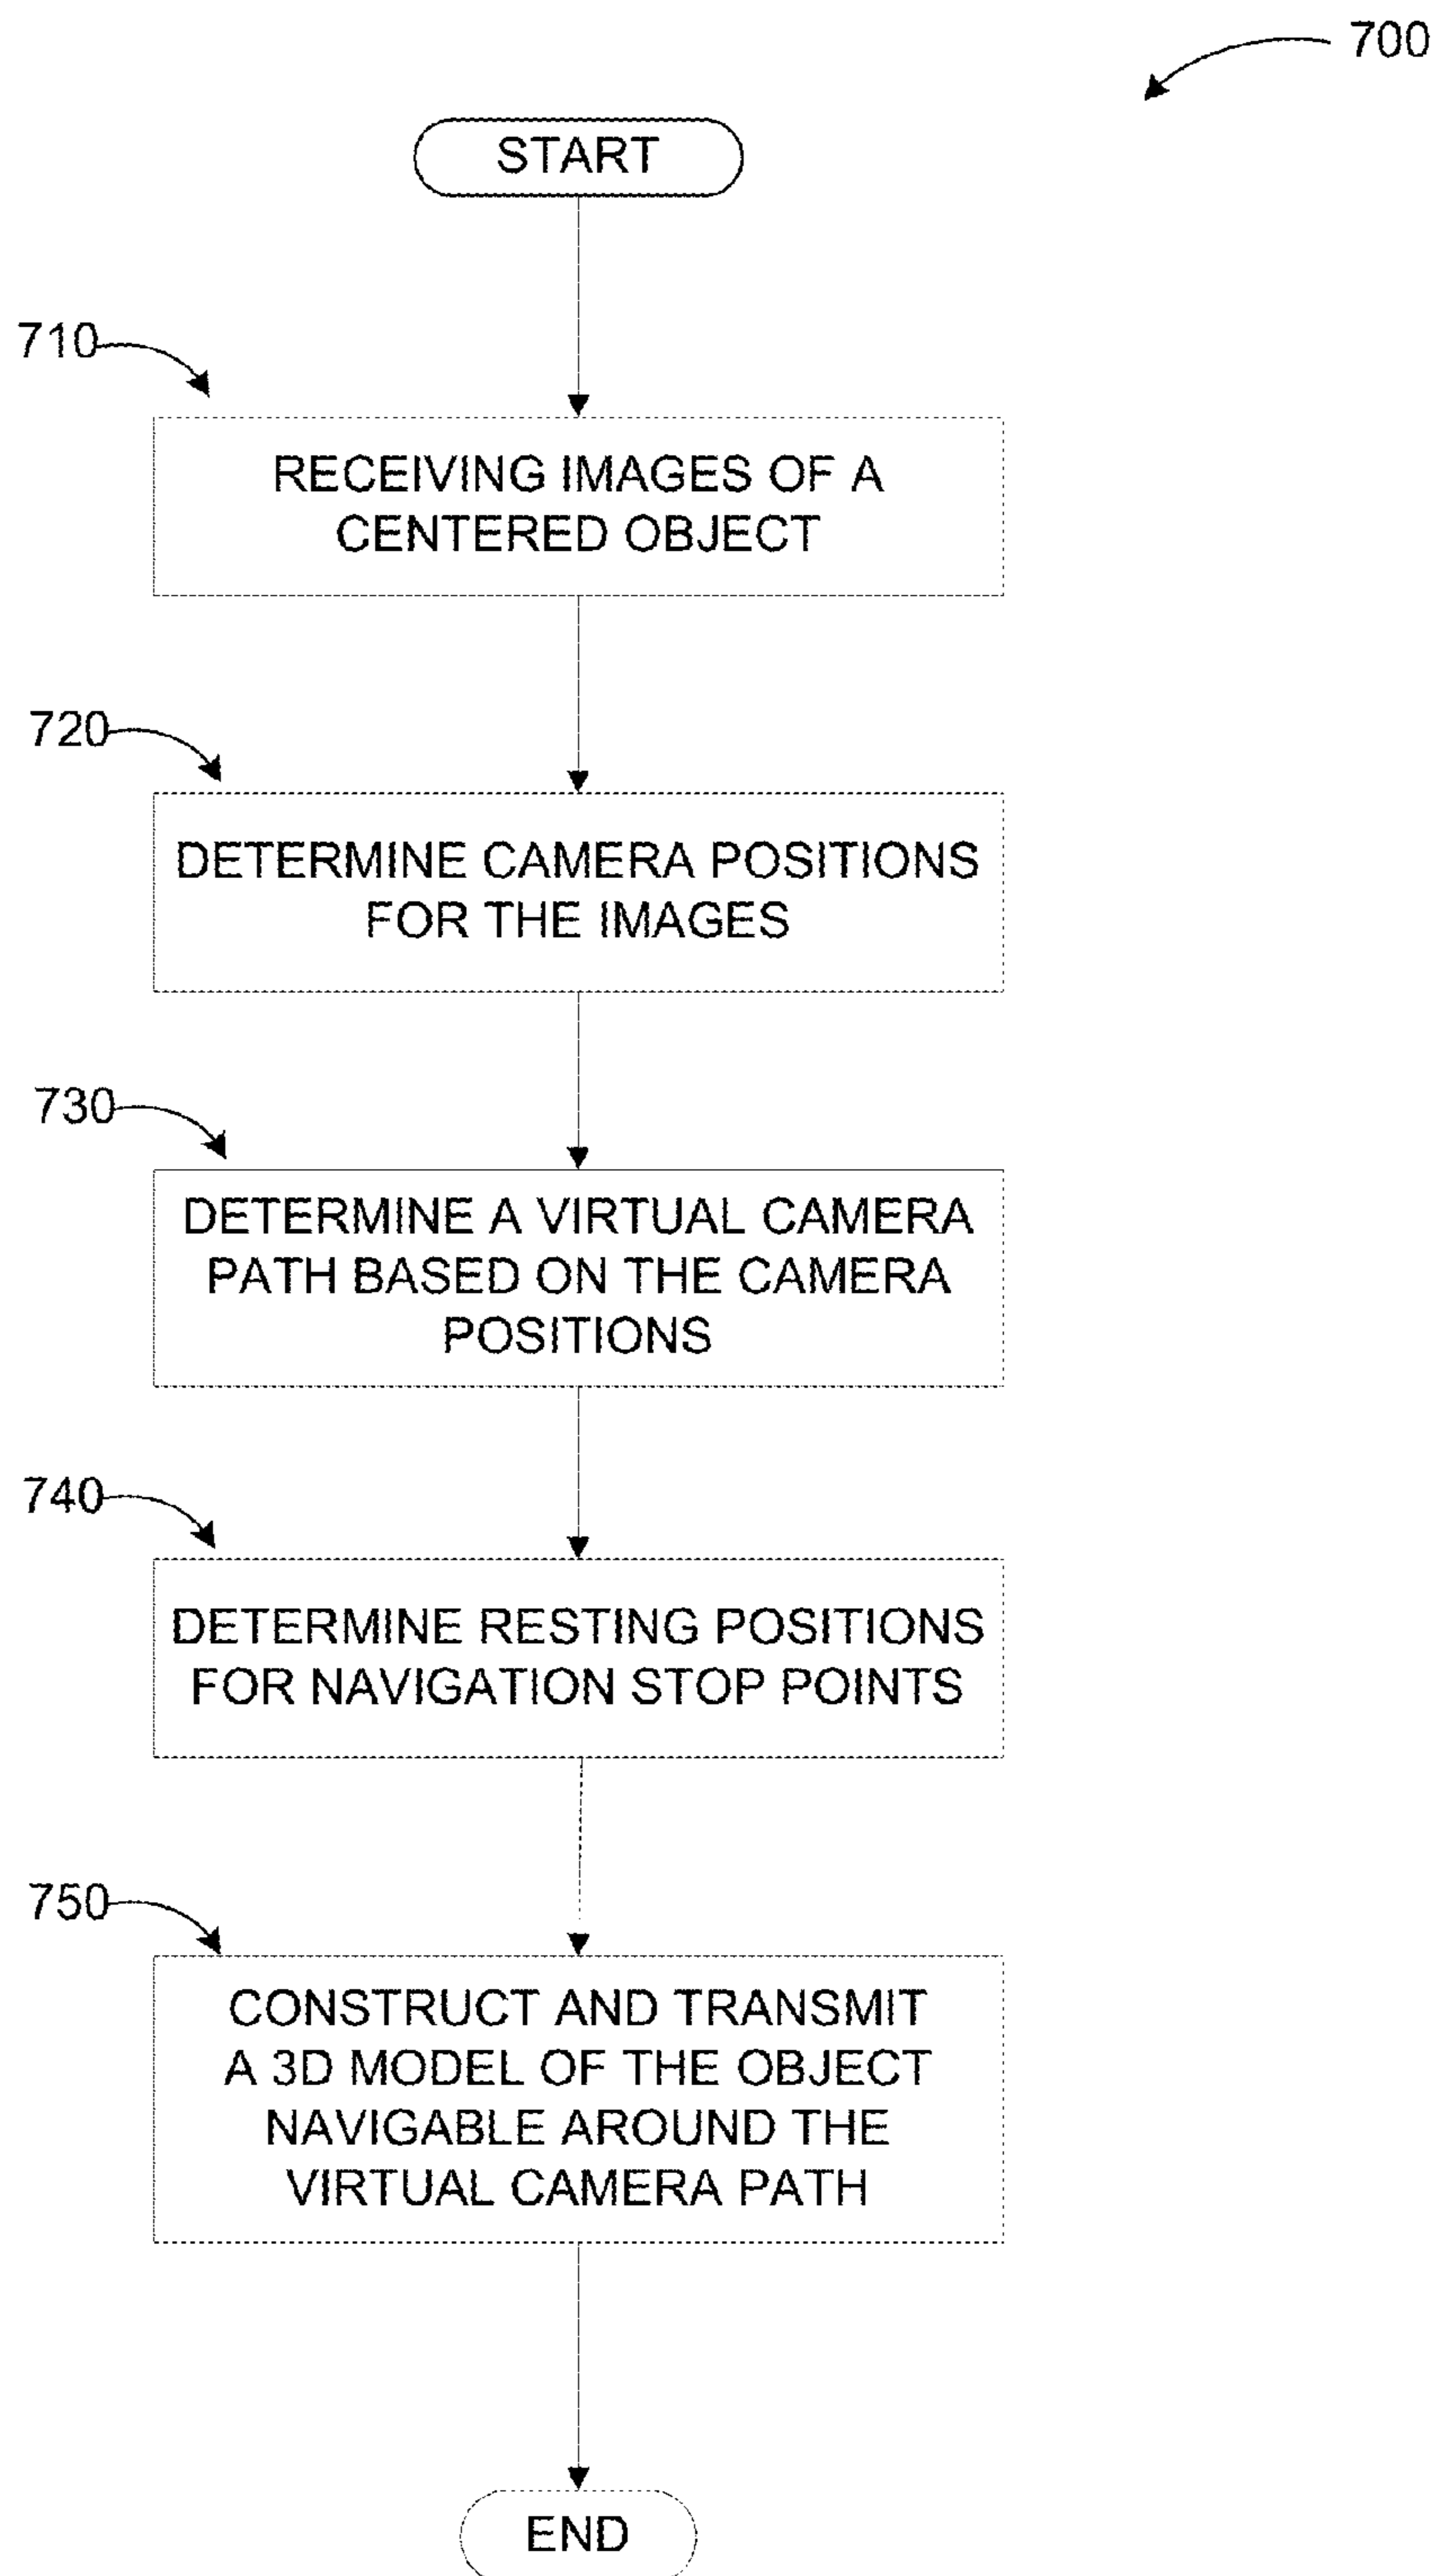 700
START
710
RECEIVING IMAGES OF A
CENTERED OBJECT
720
DETERMINE CAMERA POSITIONS
FOR THE IMAGES
730
DETERMINE A VIRTUAL CAMERA
PATH BASED ON THE CAMERA
POSITIONS
740
DETERMINE RESTING POSITIONS
FOR NAVIGATION STOP POINTS
750
CONSTRUCT AND TRANSMIT
A 3D MODEL OF THE OBJECT
NAVIGABLE AROUND THE
VIRTUAL CAMERA PATH
END